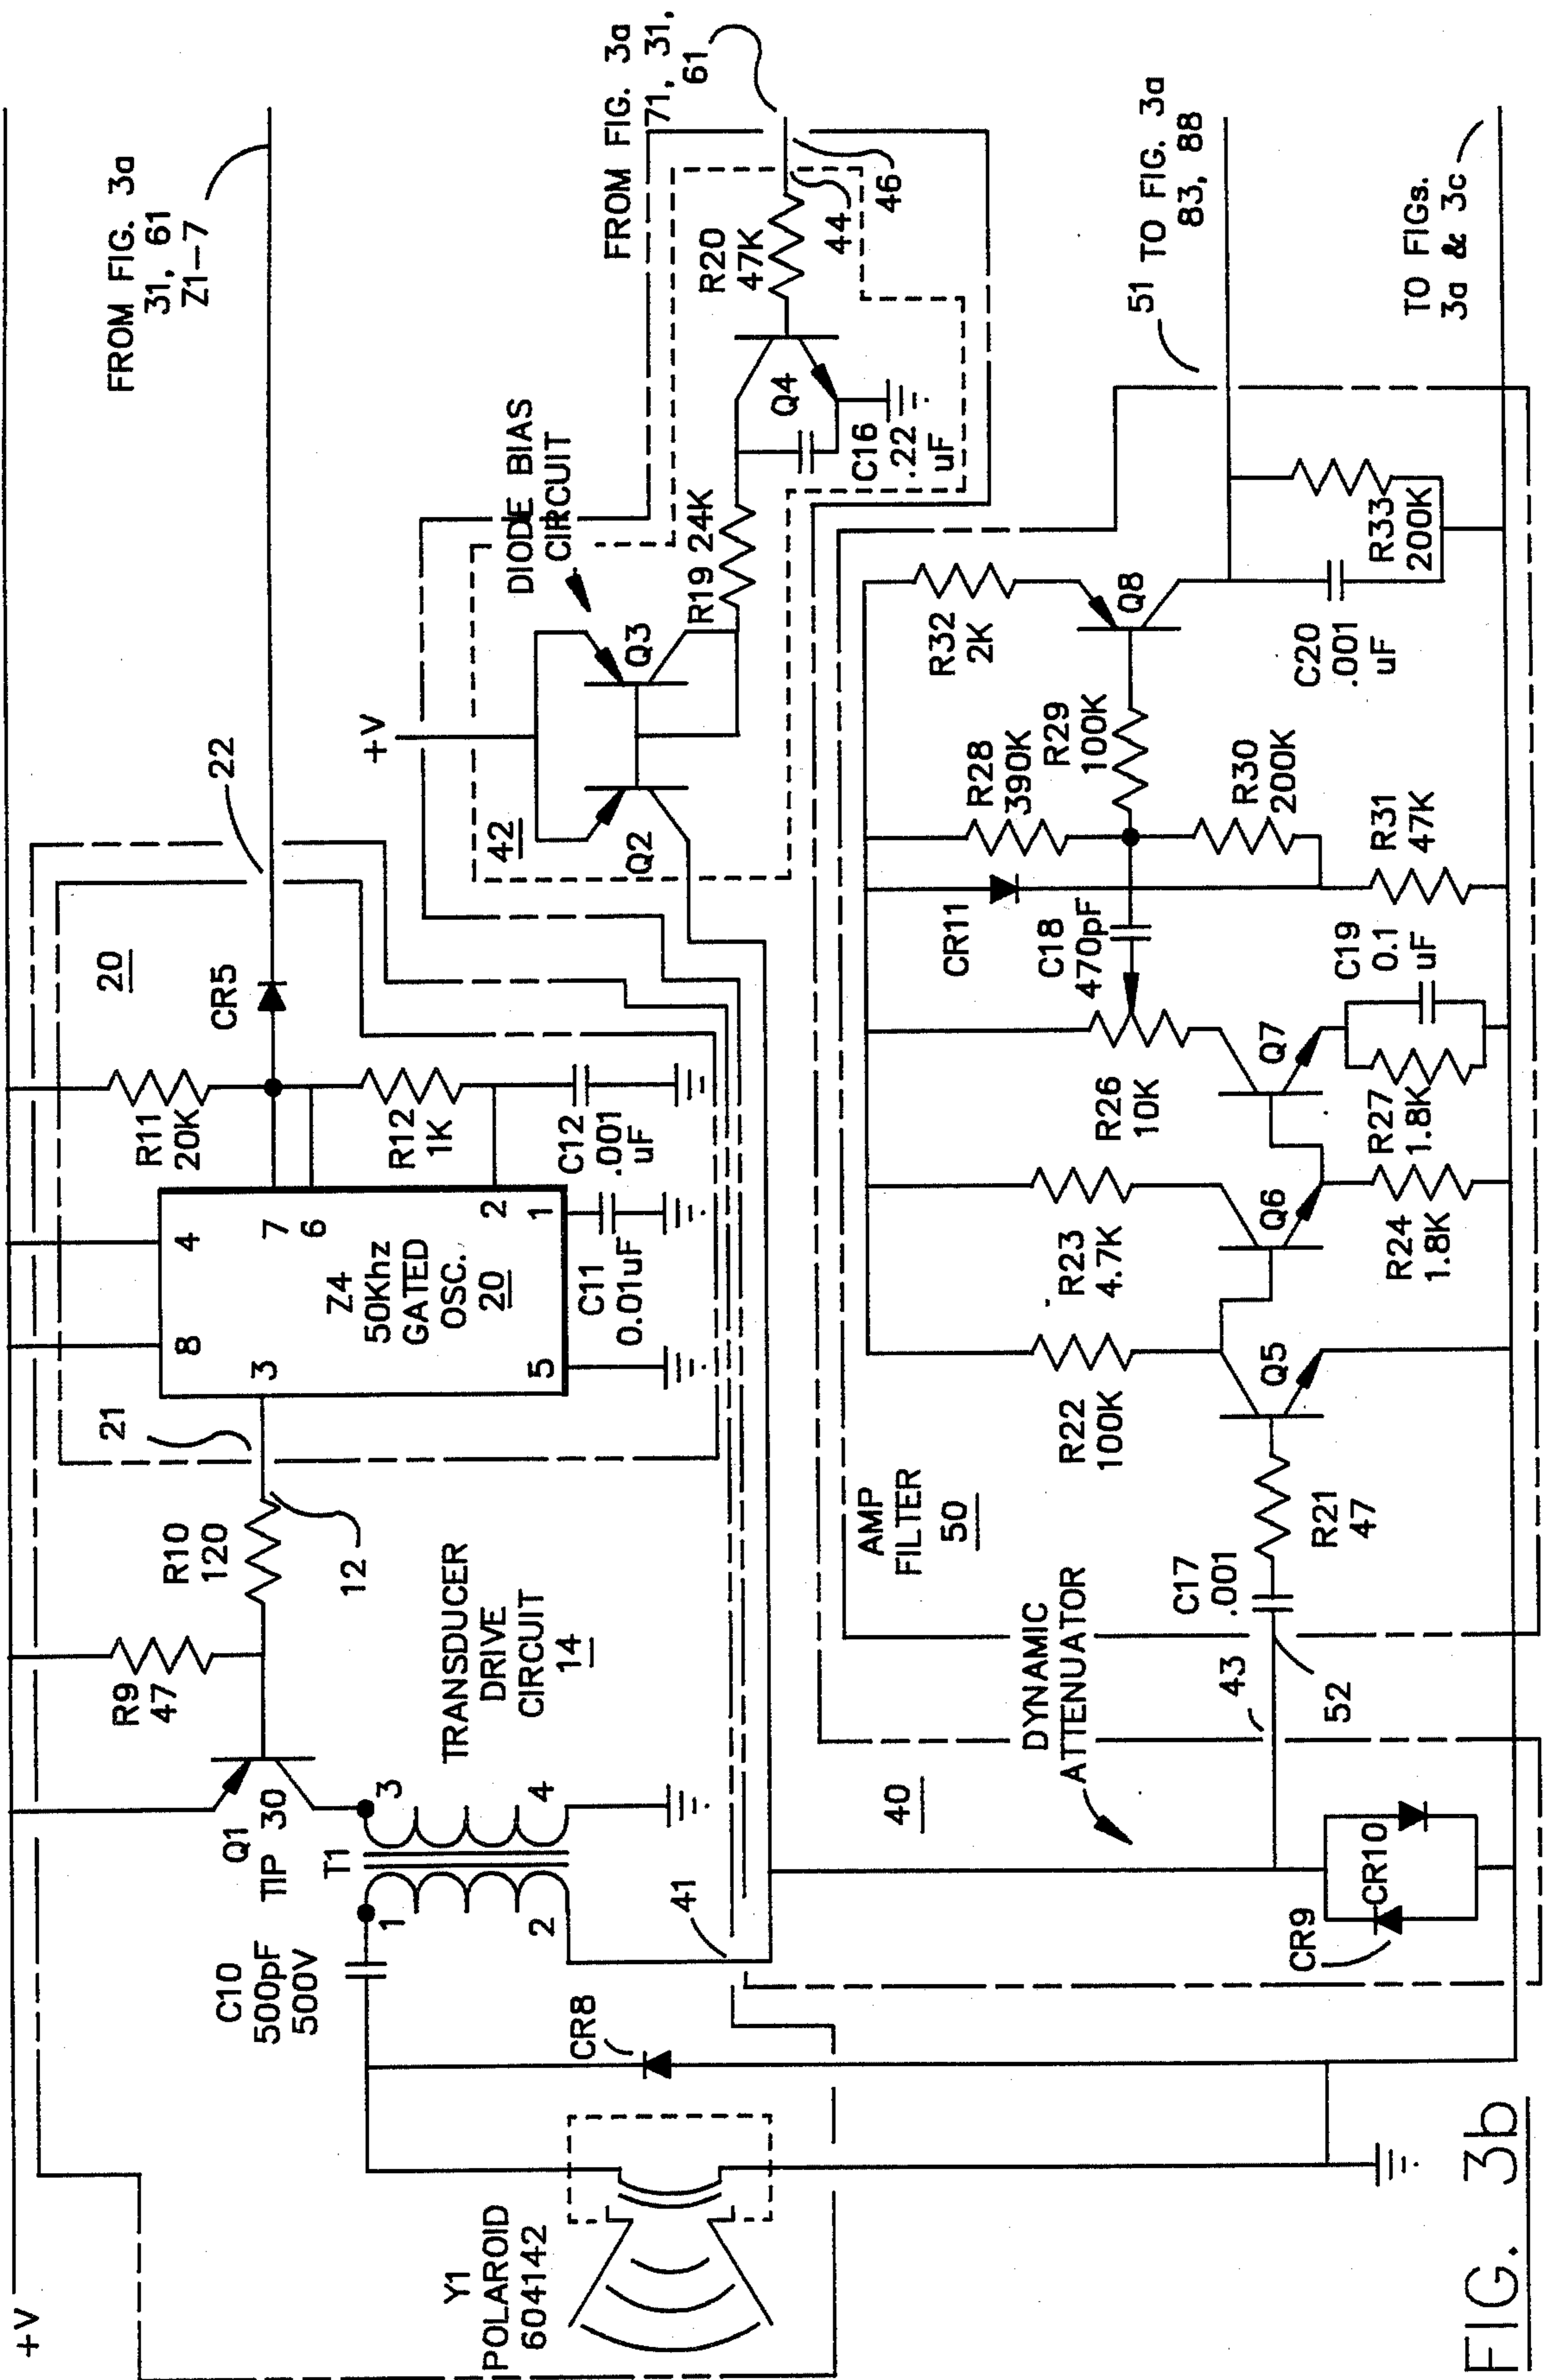 +V
FROM FIG. 3a
31, 61
Z1-7
22
20
CR5
R11
20K
R12
1K
C12
.001
uF
4
8
7
6
3
2
1
5
Z4
50Khz
GATED
OSC.
20
C11
0.01uF
21
R10
120
12
R9
47
Q1
TIP 30
TRANSDUCER
DRIVE
CIRCUIT
14
T1
3
4
1
2
C10
500pF
500V
41
CR8
Y1
POLAROID
604142
+V
DIODE BIAS
CIRCUIT
42
Q2
Q3
R19 24K
Q4
C16
.22
uF
R20
47K
44
46
FROM FIG. 3a
71, 31,
61
40
DYNAMIC
ATTENUATOR
CR9
CR10
43
52
AMP
FILTER
50
C17
.001
R21
47
R22
100K
Q5
R23
4.7K
Q6
R24
1.8K
R26
10K
Q7
R27
1.8K
C19
0.1
uF
C18
470pF
CR11
R28
390K
R29
100K
R30
200K
R31
47K
R32
2K
Q8
C20
.001
uF
R33
200K
51 TO FIG. 3a
83, 88
TO FIGs.
3a & 3c
FIG. 3b